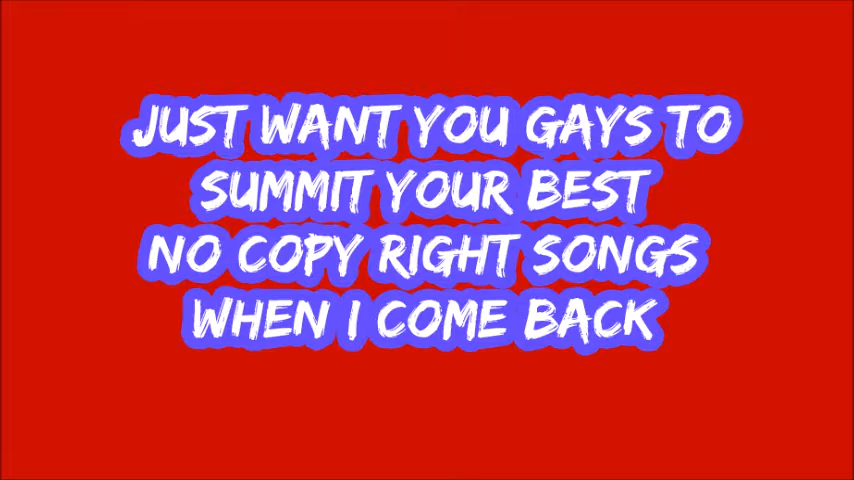 JUST WANT YOU GAYS TO
SUMMIT YOUR BEST
NO COPY RIGHT SONGS
WHEN I COME BACK